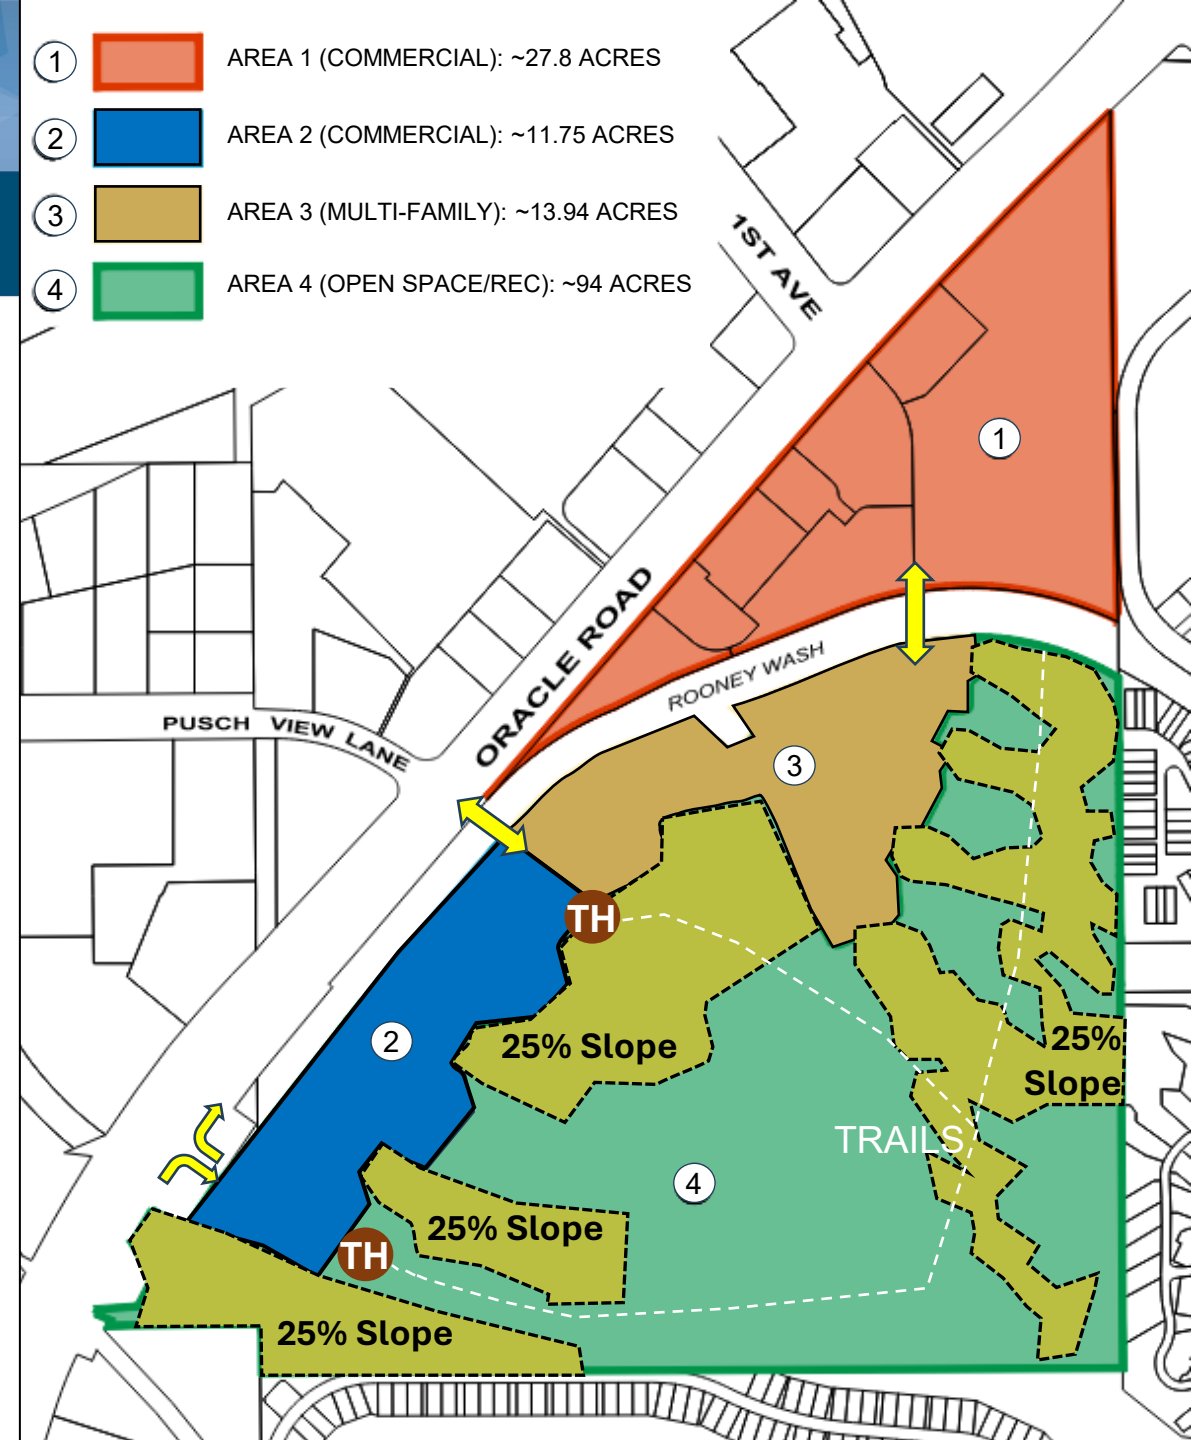 1 AREA 1 (COMMERCIAL): ~27.8 ACRES
2 AREA 2 (COMMERCIAL): ~11.75 ACRES
3 AREA 3 (MULTI-FAMILY): ~13.94 ACRES
4 AREA 4 (OPEN SPACE/REC): ~94 ACRES
1ST AVE
1
ORACLE ROAD
ROONEY WASH
PUSCH VIEW LANE
3
TH
2
25% Slope
25%
Slope
TRAILS
4
25% Slope
TH
25% Slope